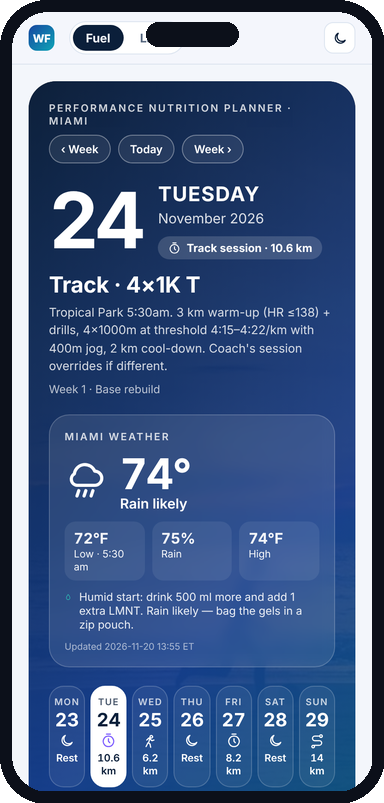 WF
Fuel
L
PERFORMANCE NUTRITION PLANNER ·
MIAMI
‹ Week
Today
Week ›
24
TUESDAY
November 2026
Track session · 10.6 km
Track · 4×1K T
Tropical Park 5:30am. 3 km warm-up (HR ≤138) +
drills, 4×1000m at threshold 4:15–4:22/km with
400m jog, 2 km cool-down. Coach's session
overrides if different.
Week 1 · Base rebuild
MIAMI WEATHER
74°
Rain likely
72°F
Low · 5:30
am
75%
Rain
74°F
High
Humid start: drink 500 ml more and add 1
extra LMNT. Rain likely — bag the gels in a
zip pouch.
Updated 2026-11-20 13:55 ET
MON
23
Rest
TUE
24
10.6
km
WED
25
6.2
km
THU
26
Rest
FRI
27
8.2
km
SAT
28
Rest
SUN
29
14
km